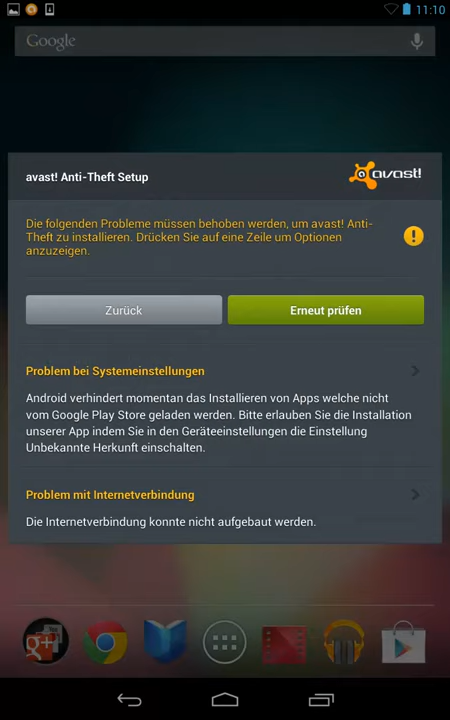 11:10
Google
avast! Anti-Theft Setup
avast!
Die folgenden Probleme müssen behoben werden, um avast! Anti-
Theft zu installieren. Drücken Sie auf eine Zeile um Optionen
anzuzeigen.
Zurück
Erneut prüfen
Problem bei Systemeinstellungen
Android verhindert momentan das Installieren von Apps welche nicht
vom Google Play Store geladen werden. Bitte erlauben Sie die Installation
unserer App indem Sie in den Geräteeinstellungen die Einstellung
Unbekannte Herkunft einschalten.
Problem mit Internetverbindung
Die Internetverbindung konnte nicht aufgebaut werden.
g+